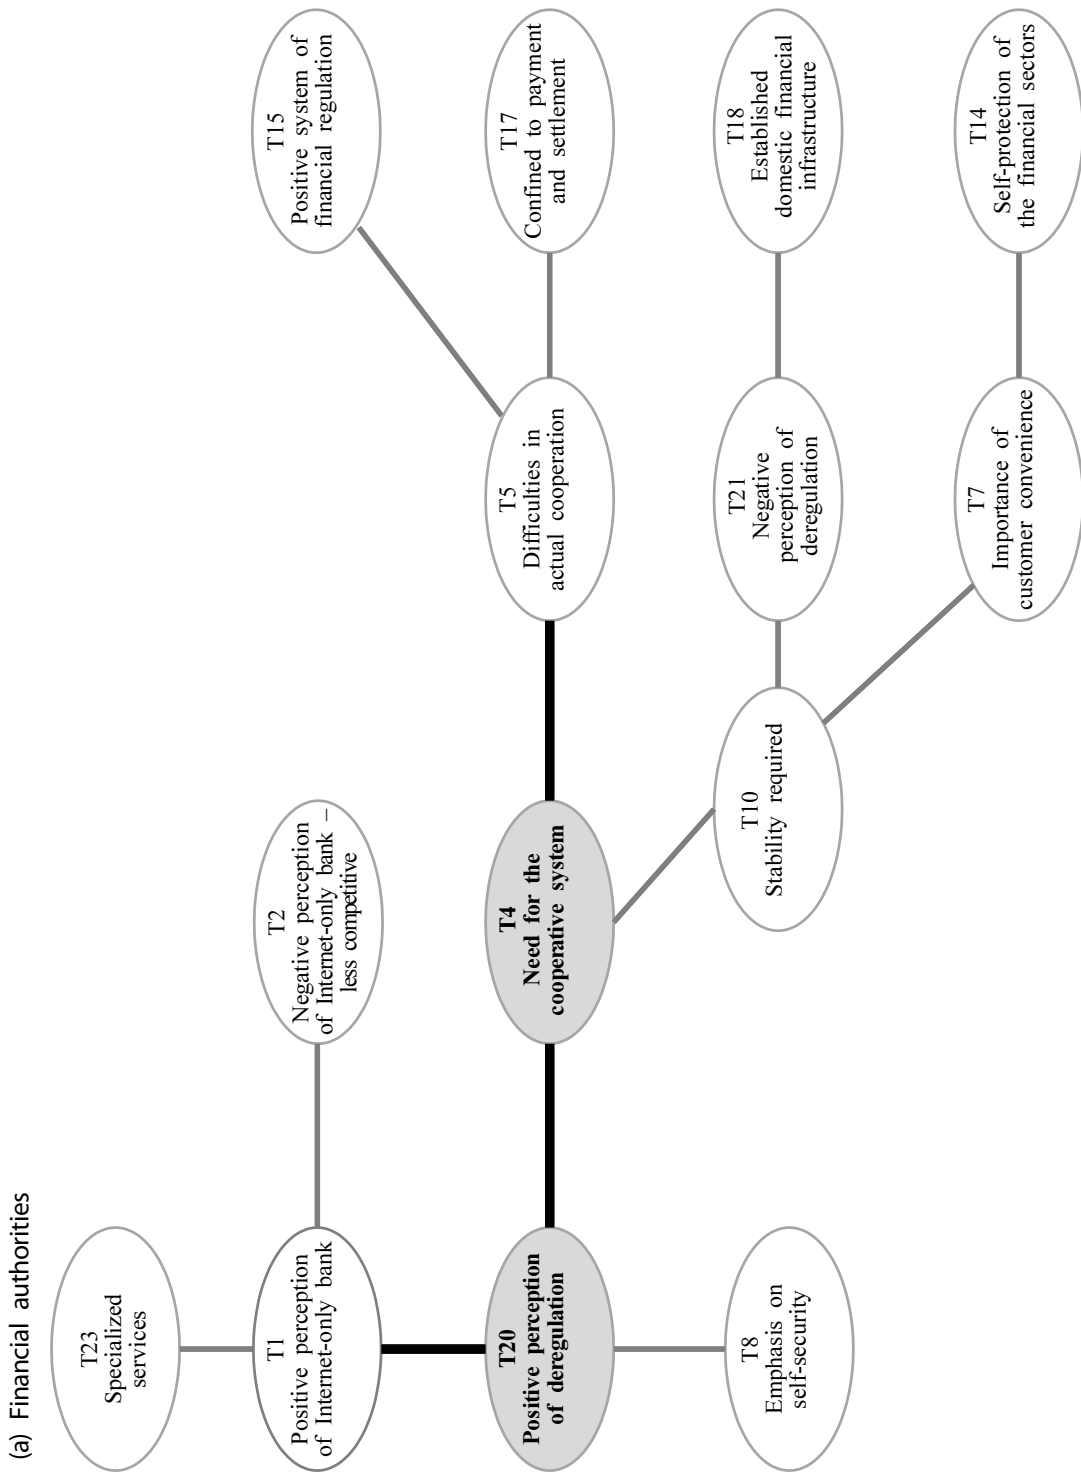 (a) Financial authorities
T23
Specialized
services
T1
Positive perception
of Internet-only bank
T2
Negative perception
of Internet-only bank –
less competitive
T15
Positive system of
financial regulation
T20
Positive perception
of deregulation
T4
Need for the
cooperative system
T5
Difficulties in
actual cooperation
T17
Confined to payment
and settlement
T8
Emphasis on
self-security
T10
Stability required
T21
Negative
perception of
deregulation
T18
Established
domestic financial
infrastructure
T7
Importance of
customer convenience
T14
Self-protection of
the financial sectors